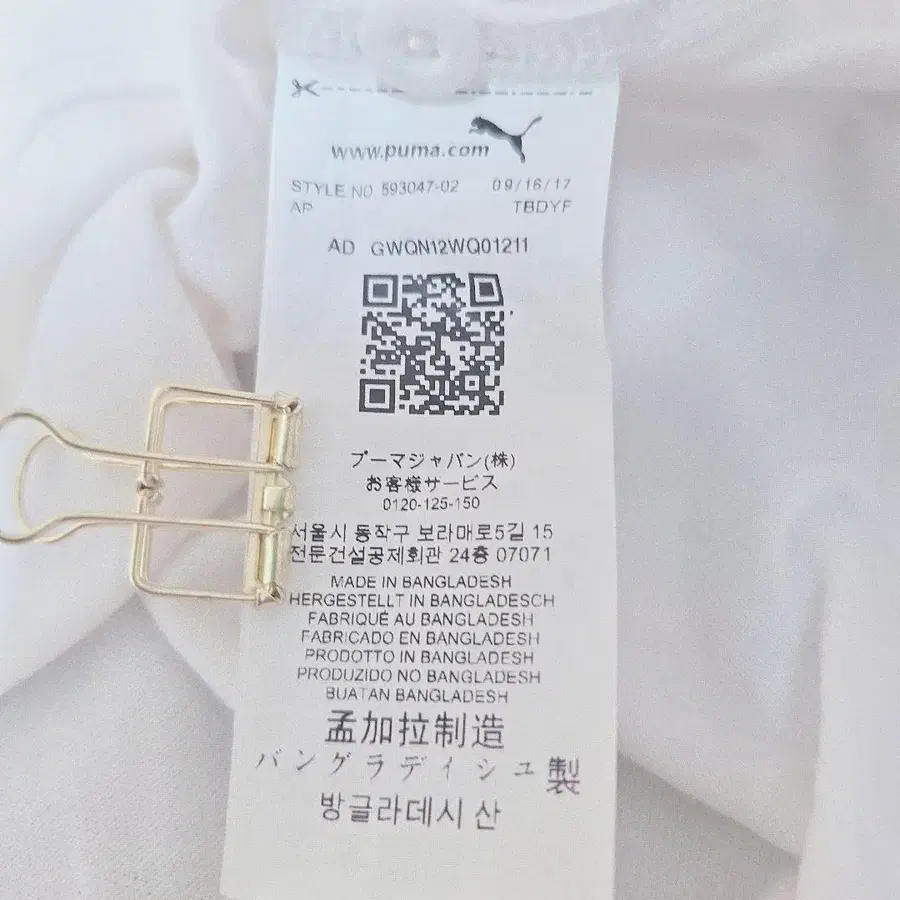 www.puma.com
STYLE NO 593047-02 09/16/17
AP TBDYF
AD GWQN12WQ01211
プーマジャパン(株)
お客様サービス
0120-125-150
서울시 동작구 보라매로5길 15
전문건설공제회관 24층 07071
MADE IN BANGLADESH
HERGESTELLT IN BANGLADESCH
FABRIQUÉ AU BANGLADESH
FABRICADO EN BANGLADESH
PRODOTTO IN BANGLADESH
PRODUZIDO NO BANGLADESH
BUATAN BANGLADESH
孟加拉制造
バングラディシュ製
방글라데시 산